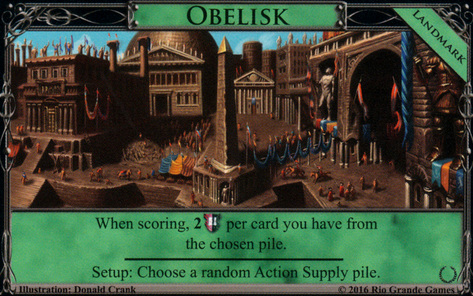 OBELISK
LANDMARK
When scoring, 2 per card you have from
the chosen pile.
Setup: Choose a random Action Supply pile.
Illustration: Donald Crank
© 2016 Rio Grande Games